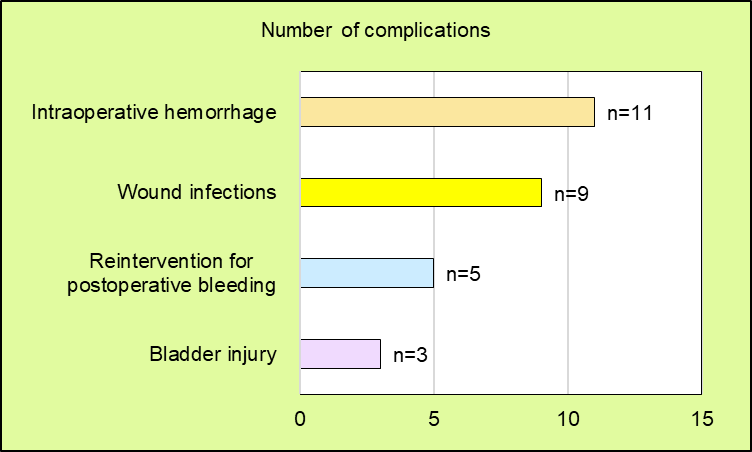 Number of complications
Intraoperative hemorrhage
n=11
Wound infections
n=9
Reintervention for
postoperative bleeding
n=5
Bladder injury
n=3
0 5 10 15